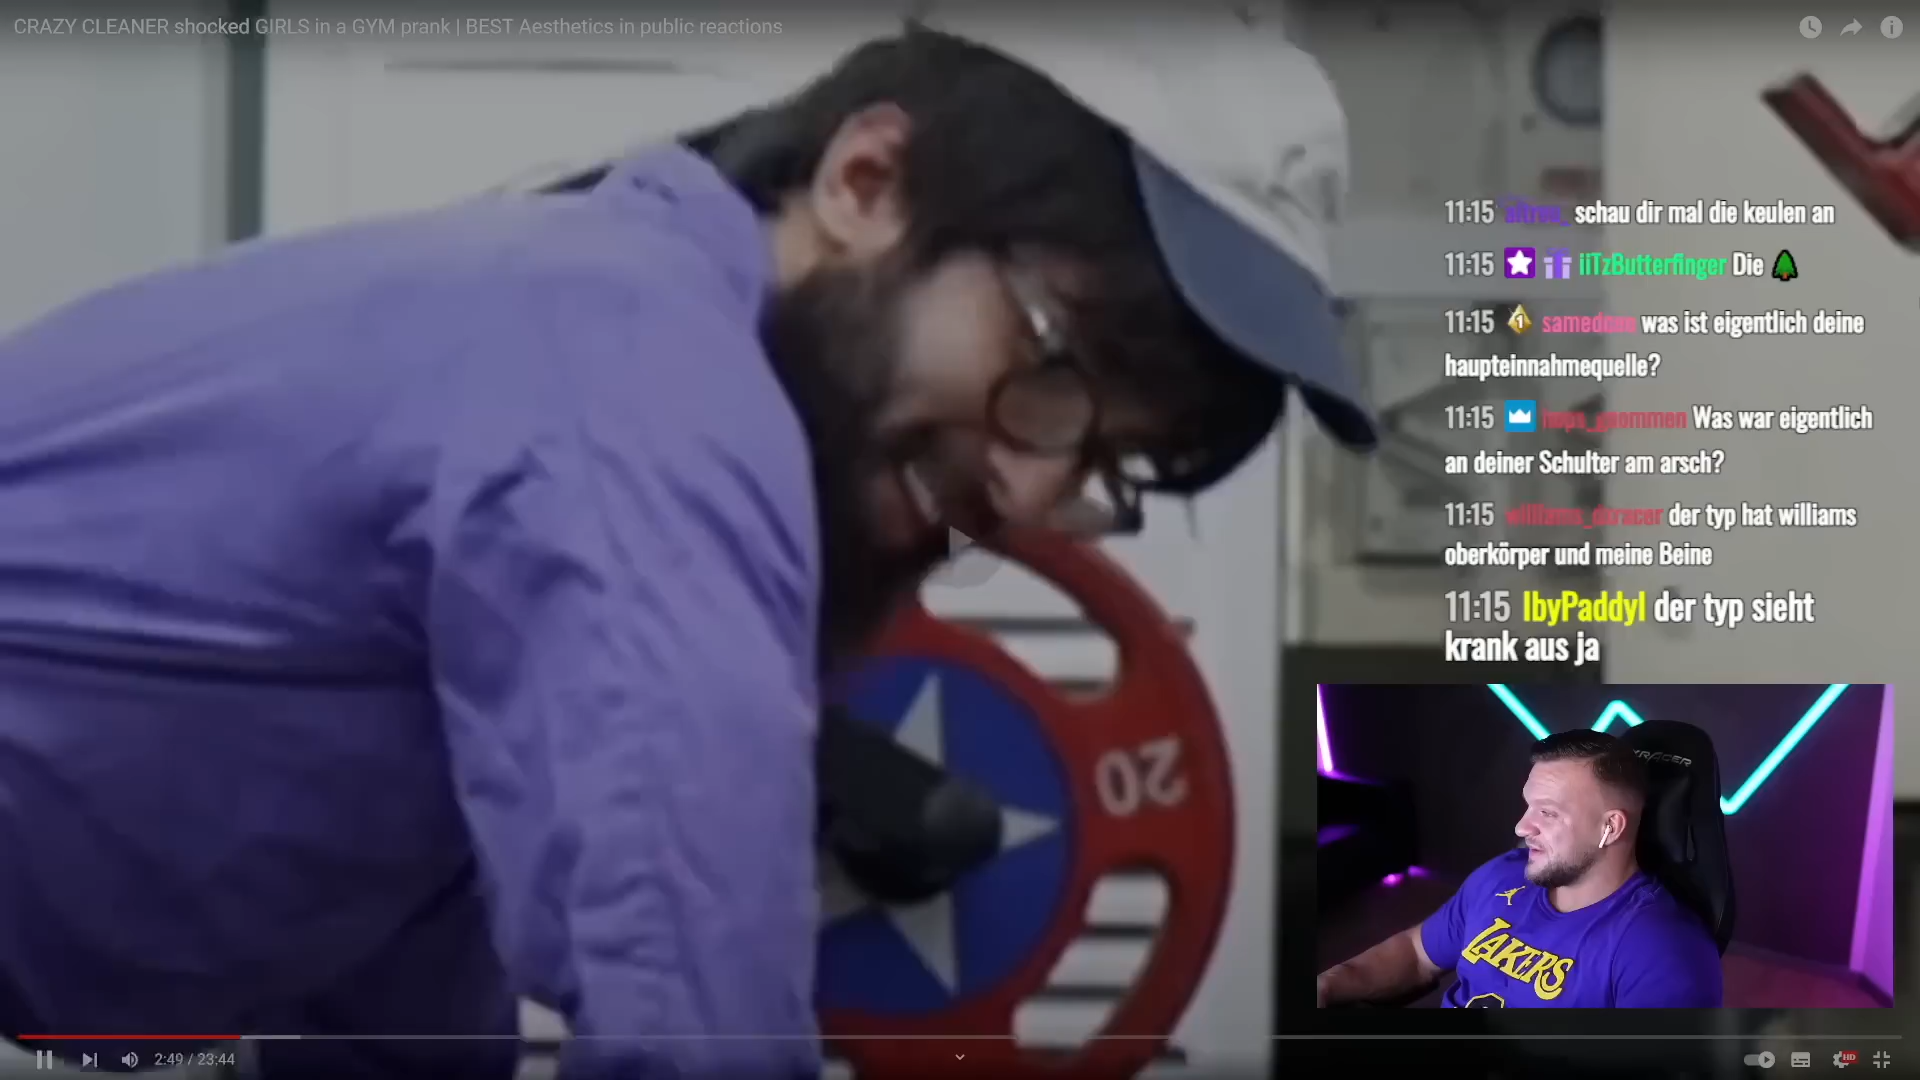 CRAZY CLEANER shocked GIRLS in a GYM prank | BEST Aesthetics in public reactions
11:15 schau dir mal die keulen an
11:15 iiTzButterfinger Die
11:15 was ist eigentlich deine
haupteinnahmequelle?
11:15 Was war eigentlich
an deiner Schulter am arsch?
11:15 der typ hat williams
oberkörper und meine Beine
11:15 lbyPaddyl der typ sieht
krank aus ja
20
LAKERS
2:49 / 23:44
HD